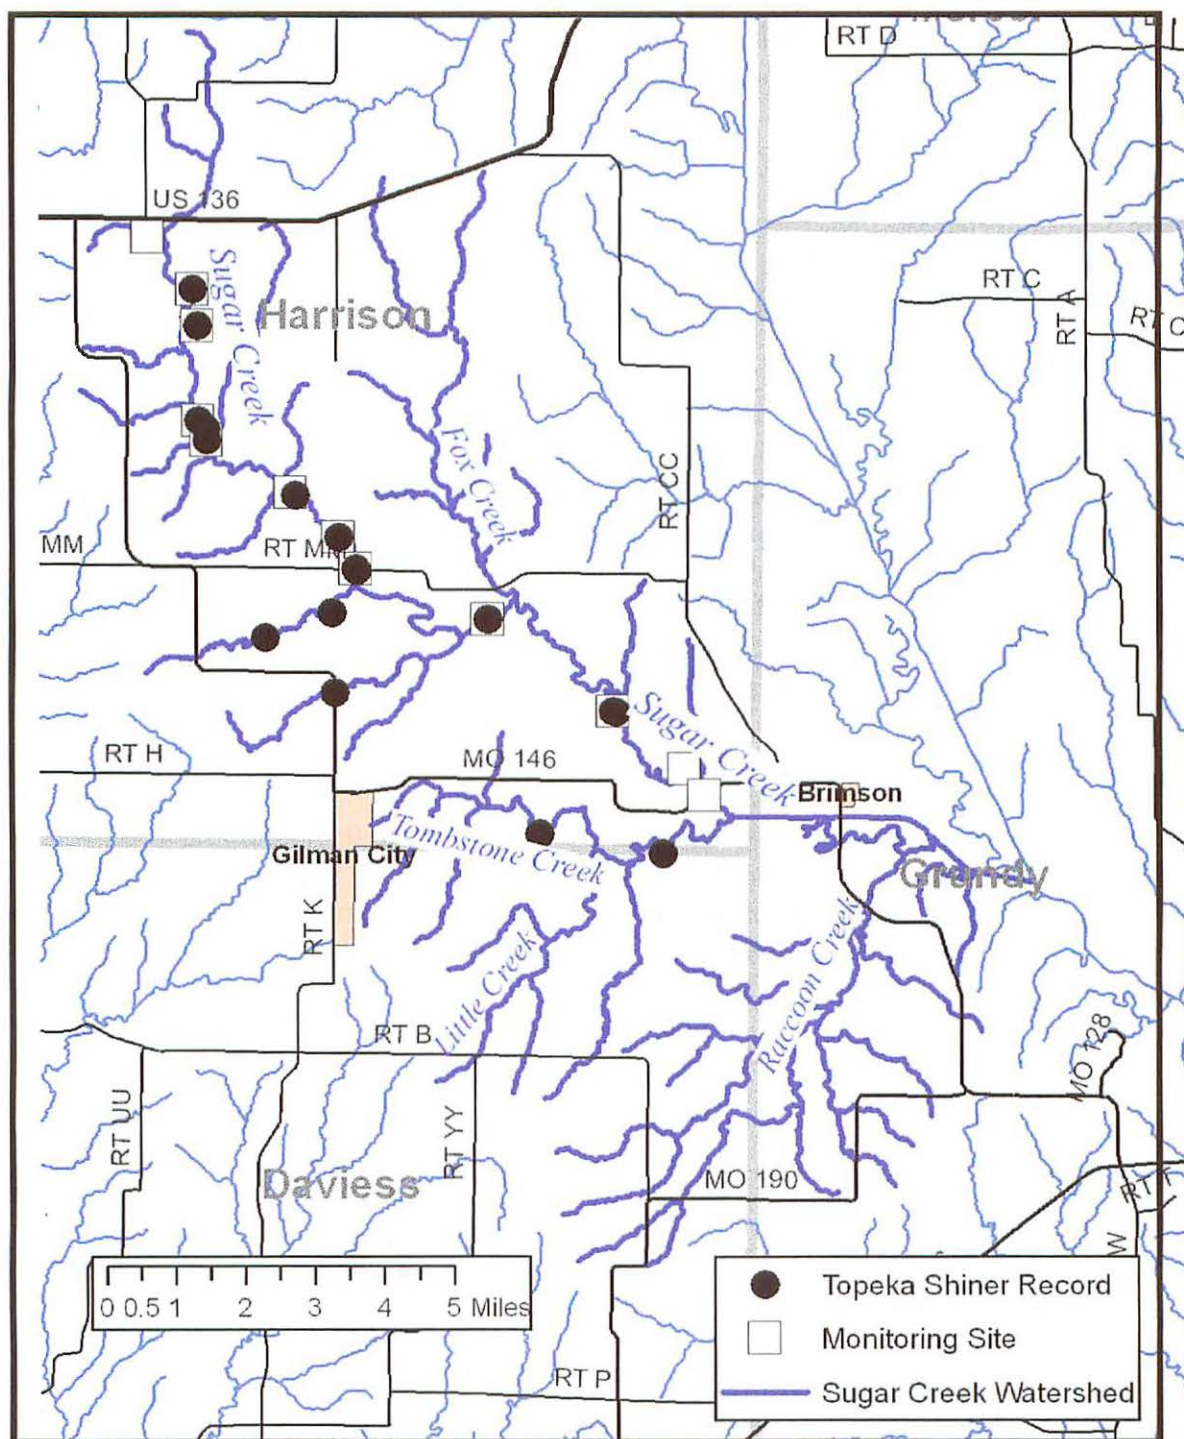 RT D
US 136
Sugar Creek
Harrison
RT C
RT A
RT C
Fox Creek
RT CC
MM
RT MM
Sugar Creek
RT H
MO 146
Brimson
Tombstone Creek
Gilman City
Grundy
RT K
Raccoon Creek
Little Creek
RT B
MO 128
RT UU
RT YY
MO 190
Daviess
RT T
W
0 0.5 1 2 3 4 5 Miles
Topeka Shiner Record
Monitoring Site
Sugar Creek Watershed
RT P